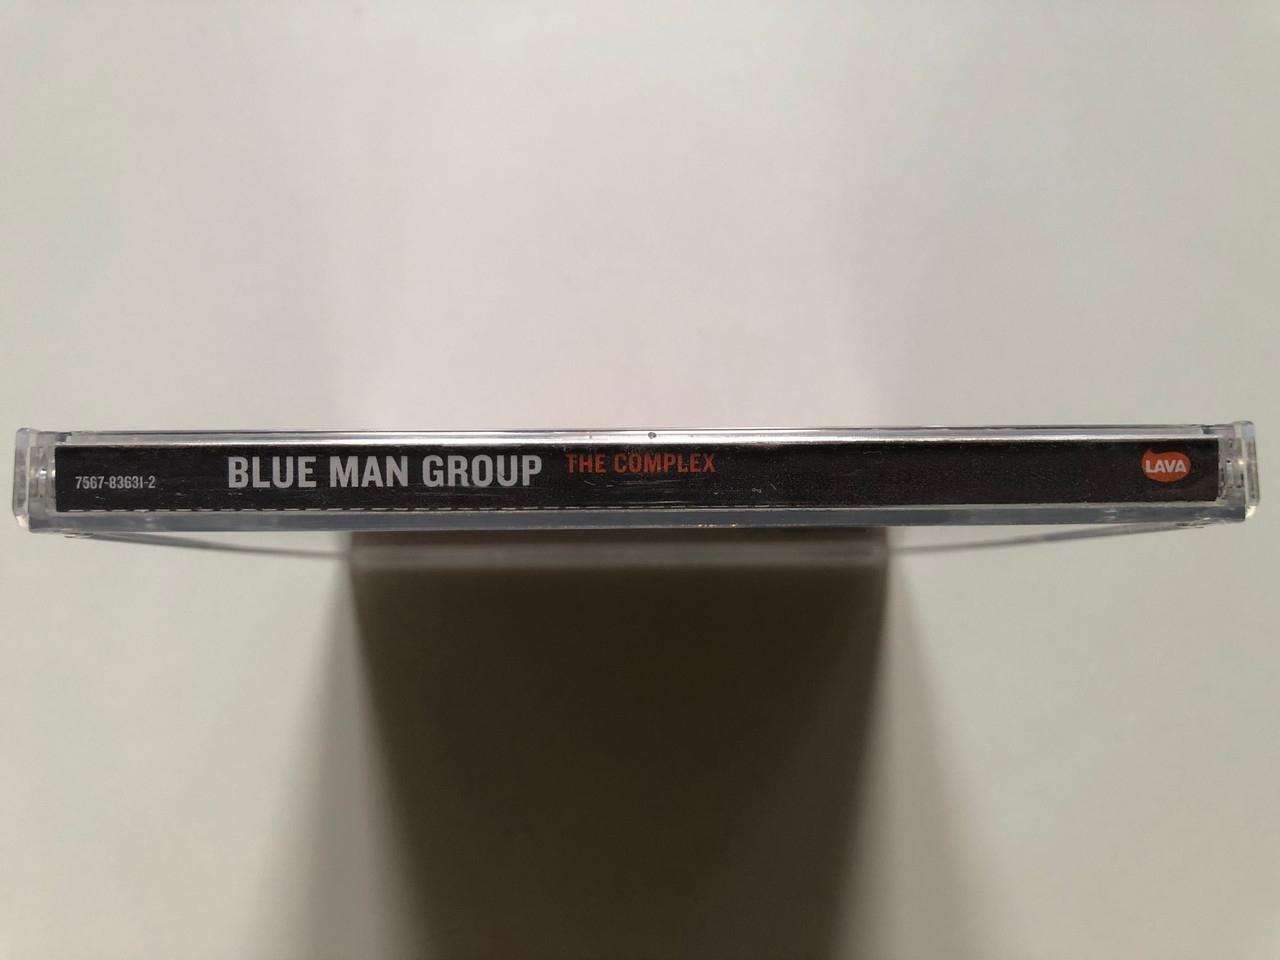 7567-83631-2 BLUE MAN GROUP THE COMPLEX LAVA